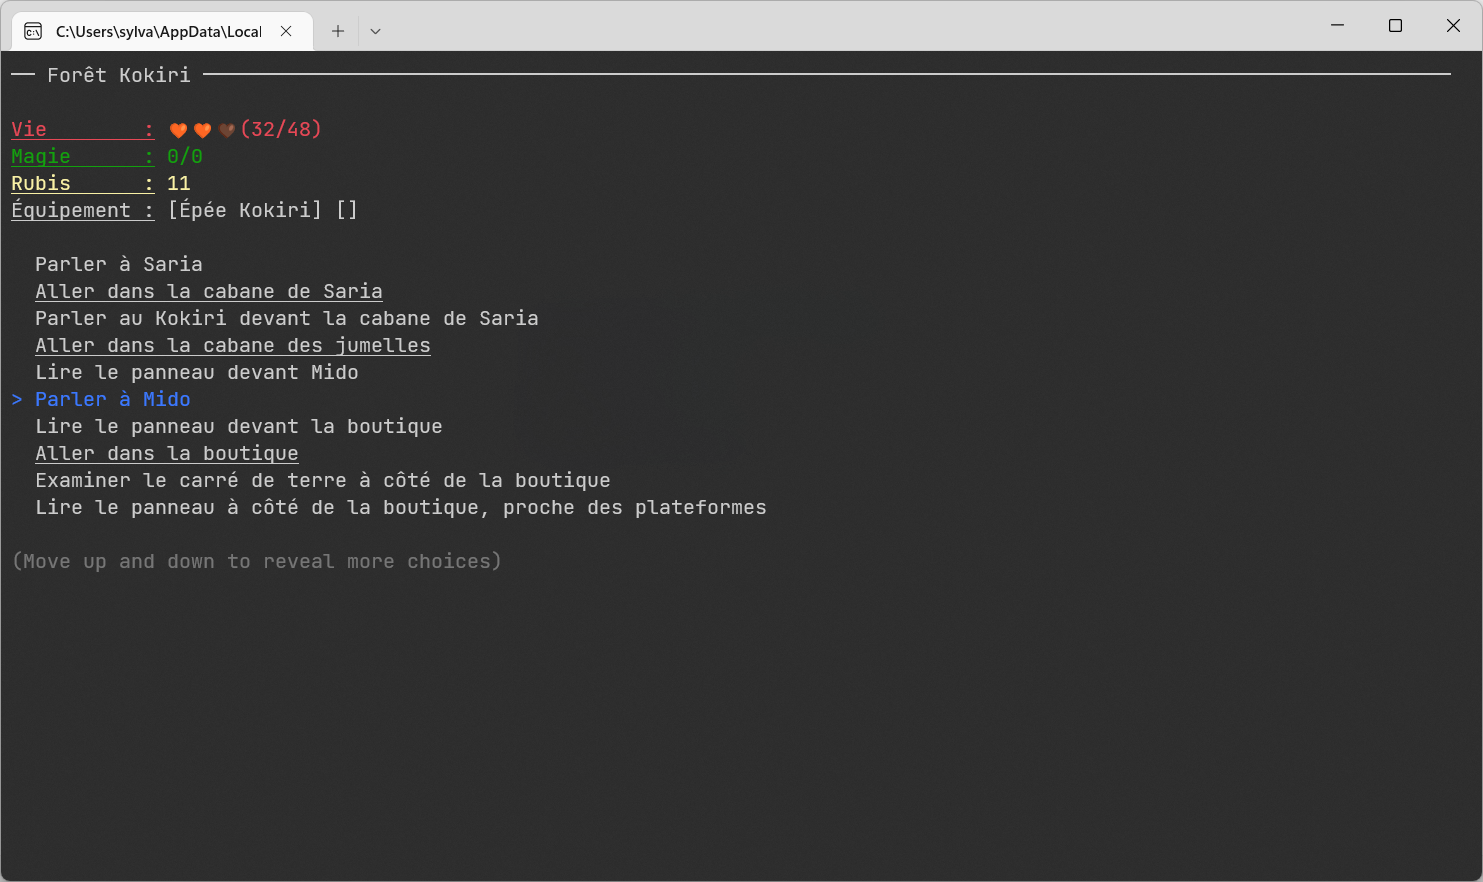 C:\Users\sylva\AppData\Local
Forêt Kokiri
Vie : 🧡🧡🤎(32/48)
Magie : 0/0
Rubis : 11
Équipement : [Épée Kokiri] []
Parler à Saria
Aller dans la cabane de Saria
Parler au Kokiri devant la cabane de Saria
Aller dans la cabane des jumelles
Lire le panneau devant Mido
> Parler à Mido
Lire le panneau devant la boutique
Aller dans la boutique
Examiner le carré de terre à côté de la boutique
Lire le panneau à côté de la boutique, proche des plateformes
(Move up and down to reveal more choices)